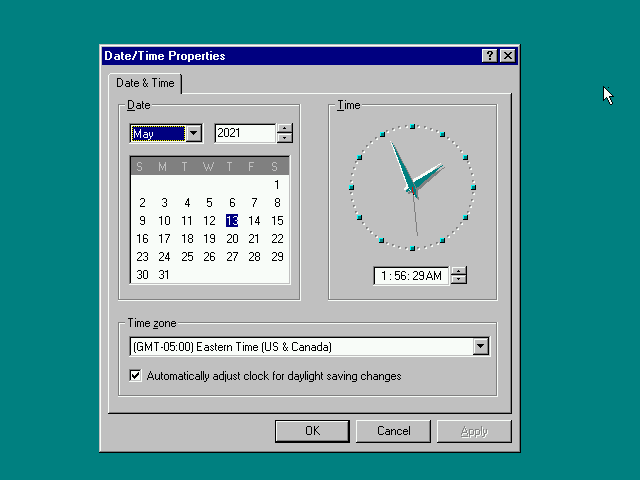 Date/Time Properties
Date & Time
Date
Time
May
2021
S M T W T F S
1
2 3 4 5 6 7 8
9 10 11 12 13 14 15
16 17 18 19 20 21 22
23 24 25 26 27 28 29
30 31
1:56:29 AM
Time zone
(GMT-05:00) Eastern Time (US & Canada)
Automatically adjust clock for daylight saving changes
OK
Cancel
Apply